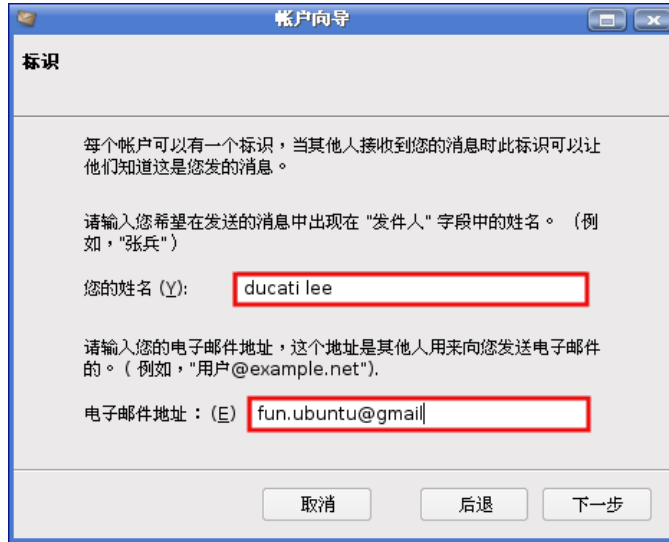 帐户向导
标识
每个帐户可以有一个标识，当其他人接收到您的消息时此标识可以让
他们知道这是您发的消息。
请输入您希望在发送的消息中出现在 "发件人" 字段中的姓名。 （例
如，"张兵"）
您的姓名 (Y): ducati lee
请输入您的电子邮件地址，这个地址是其他人用来向您发送电子邮件
的。( 例如，"用户@example.net").
电子邮件地址：(E) fun.ubuntu@gmail
取消 后退 下一步